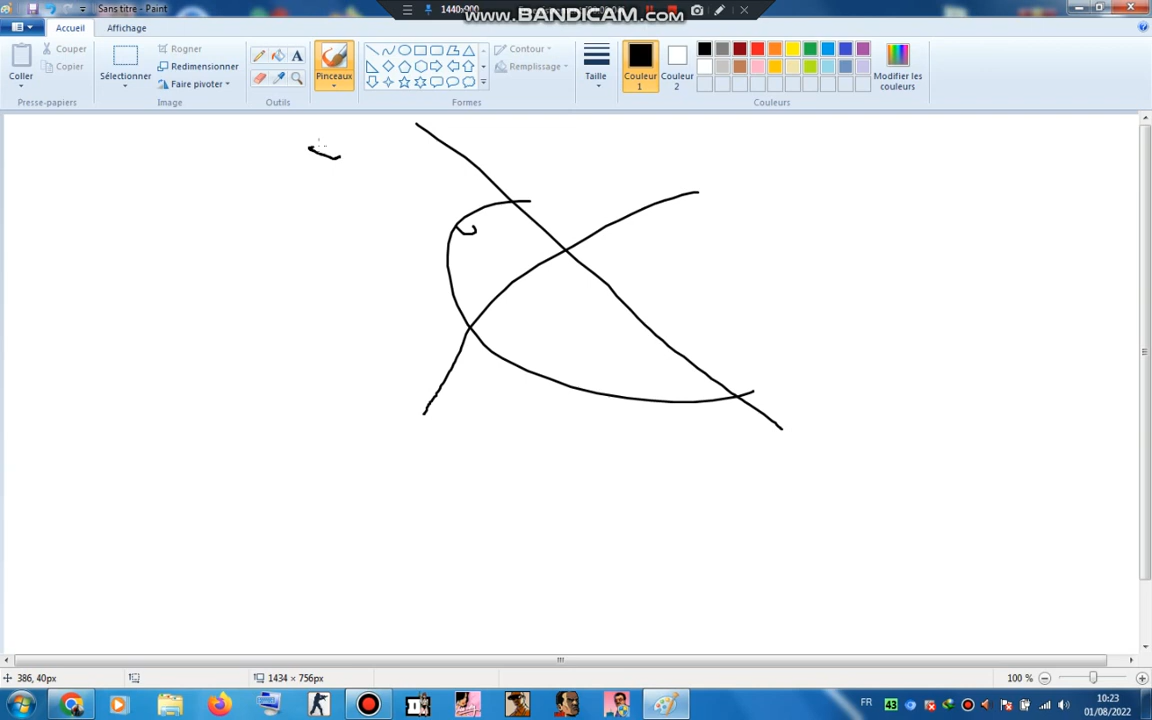 Sans titre - Paint
1440x900
www.BANDICAM.com
Accueil
Affichage
Coller
Couper
Copier
Presse-papiers
Sélectionner
Rogner
Redimensionner
Faire pivoter
Image
Outils
Pinceaux
Contour
Remplissage
Formes
Taille
Couleur 1
Couleur 2
Modifier les couleurs
Couleurs
386, 40px
1434 × 756px
100 %
FR
43
10:23
01/08/2022